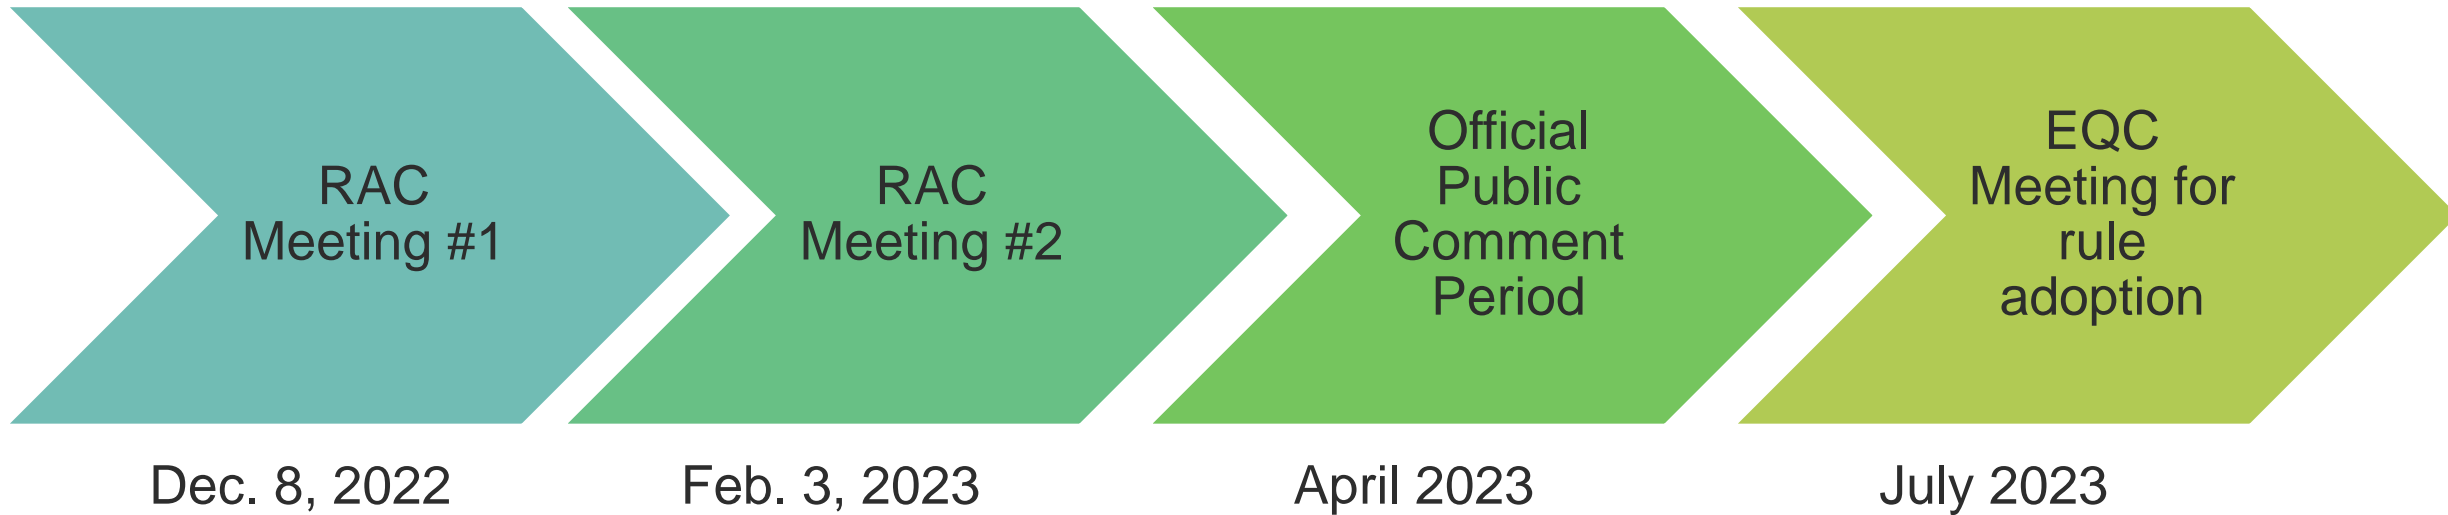 RAC
Meeting #1
RAC
Meeting #2
Official
Public
Comment
Period
EQC
Meeting for
rule
adoption
Dec. 8, 2022
Feb. 3, 2023
April 2023
July 2023